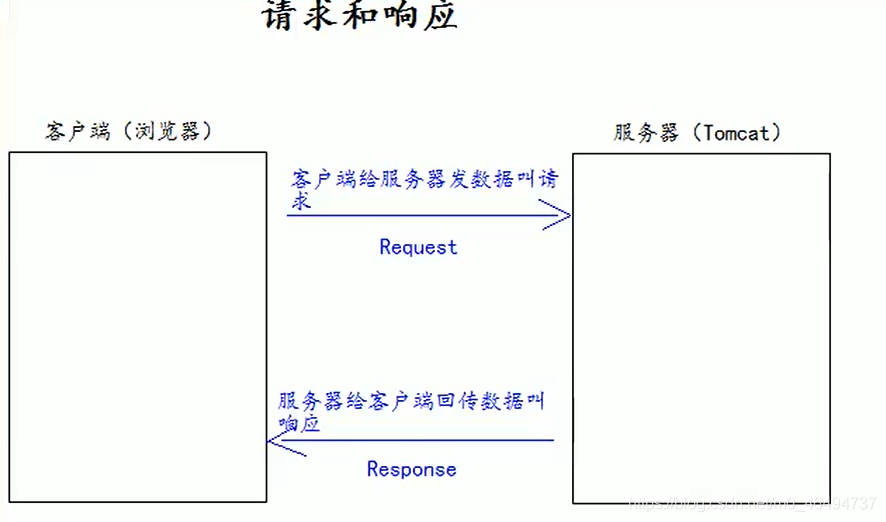 请求和响应
客户端（浏览器）
服务器（Tomcat）
客户端给服务器发数据叫请
求
Request
服务器给客户端回传数据叫
响应
Response
https://blog.csdn.net/m0_46494737